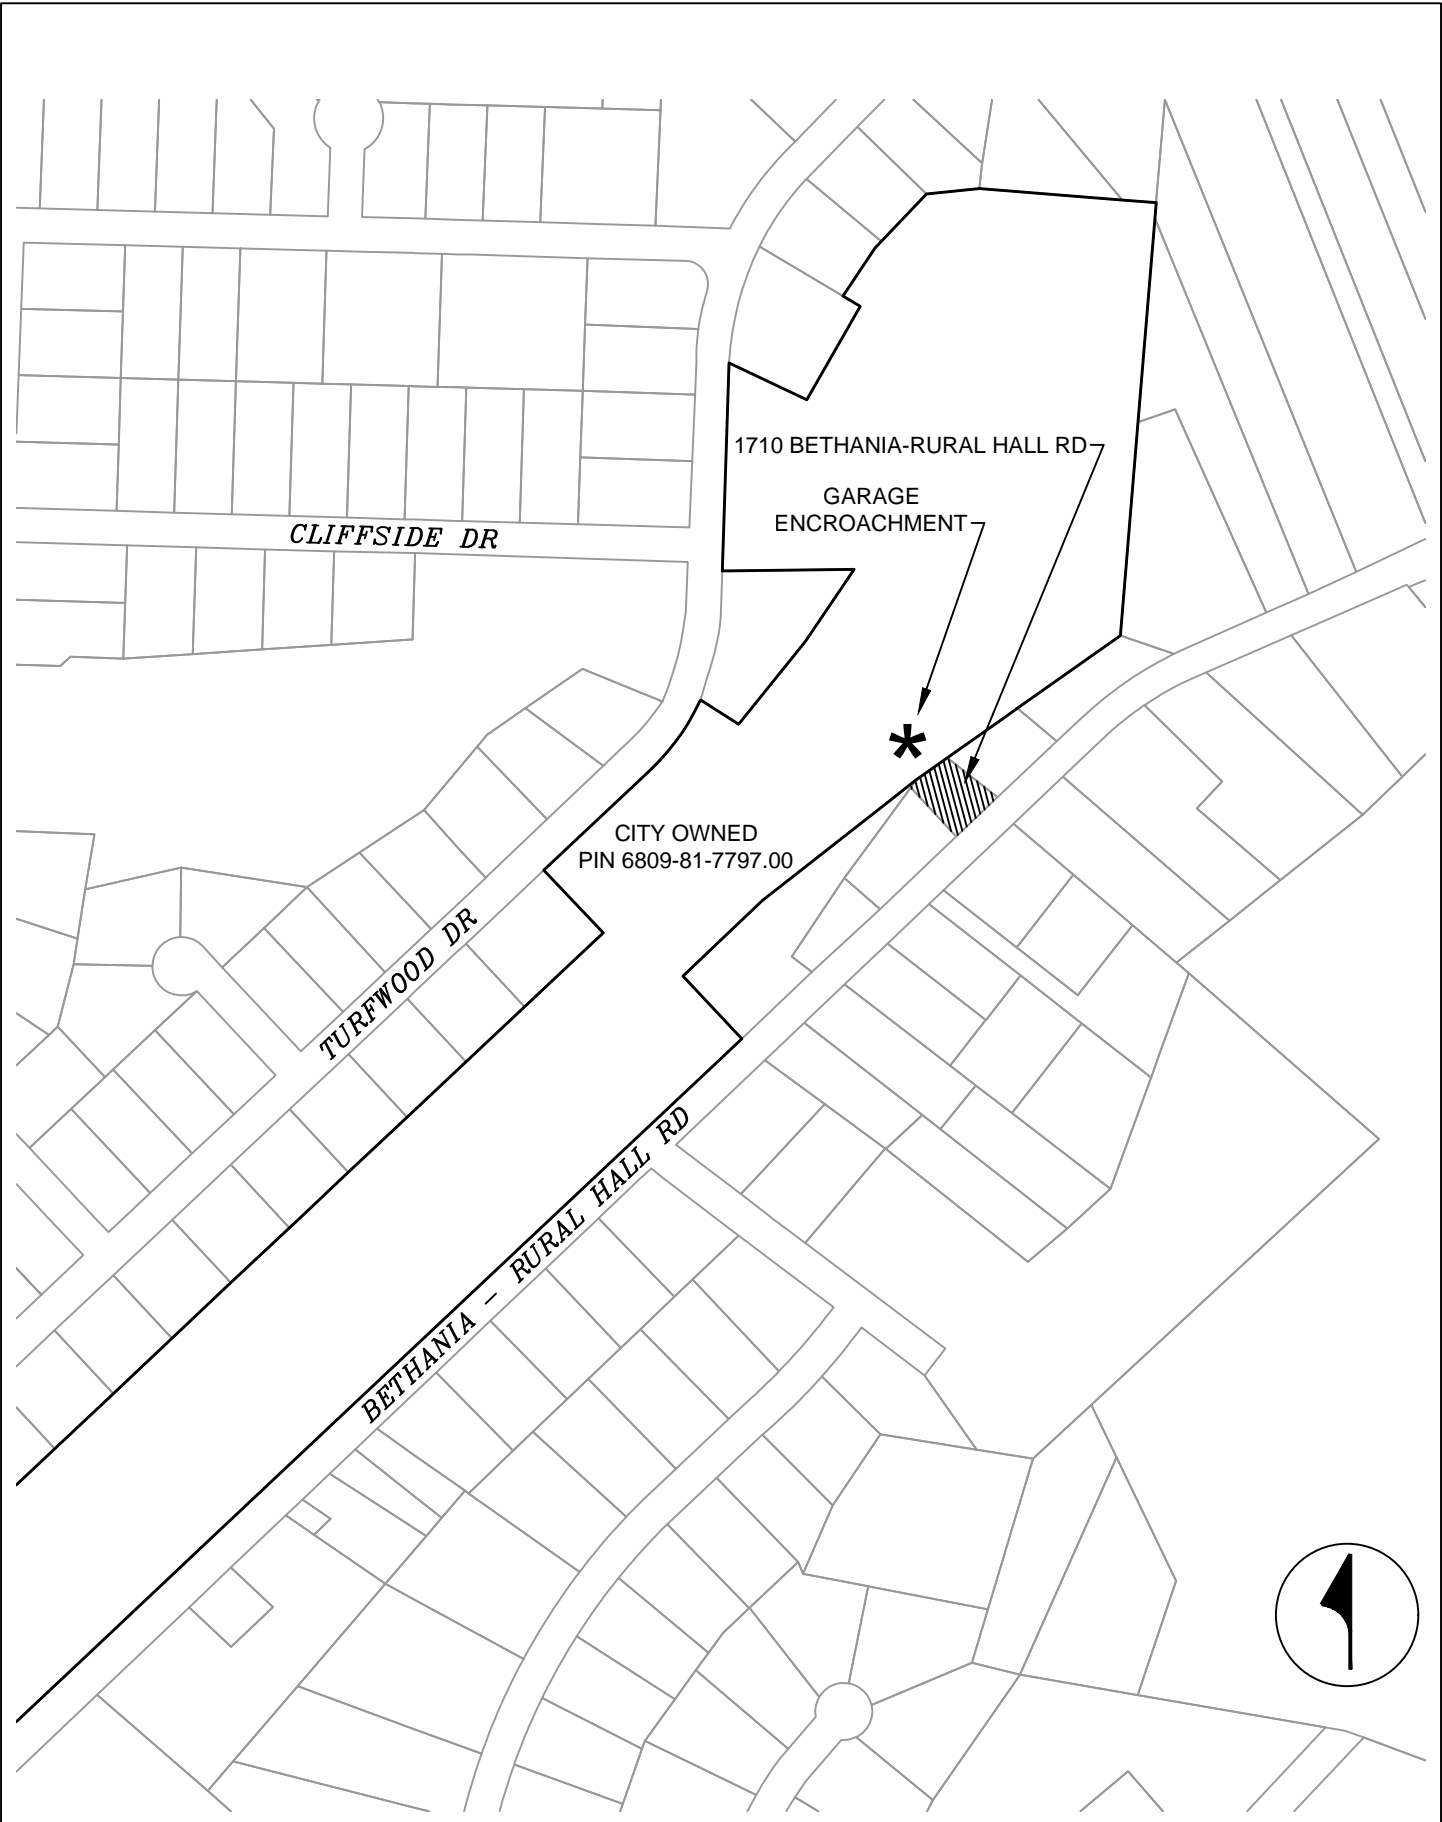 1710 BETHANIA-RURAL HALL RD
GARAGE
ENCROACHMENT
CLIFFSIDE DR
*
CITY OWNED
PIN 6809-81-7797.00
TURFWOOD DR
BETHANIA - RURAL HALL RD